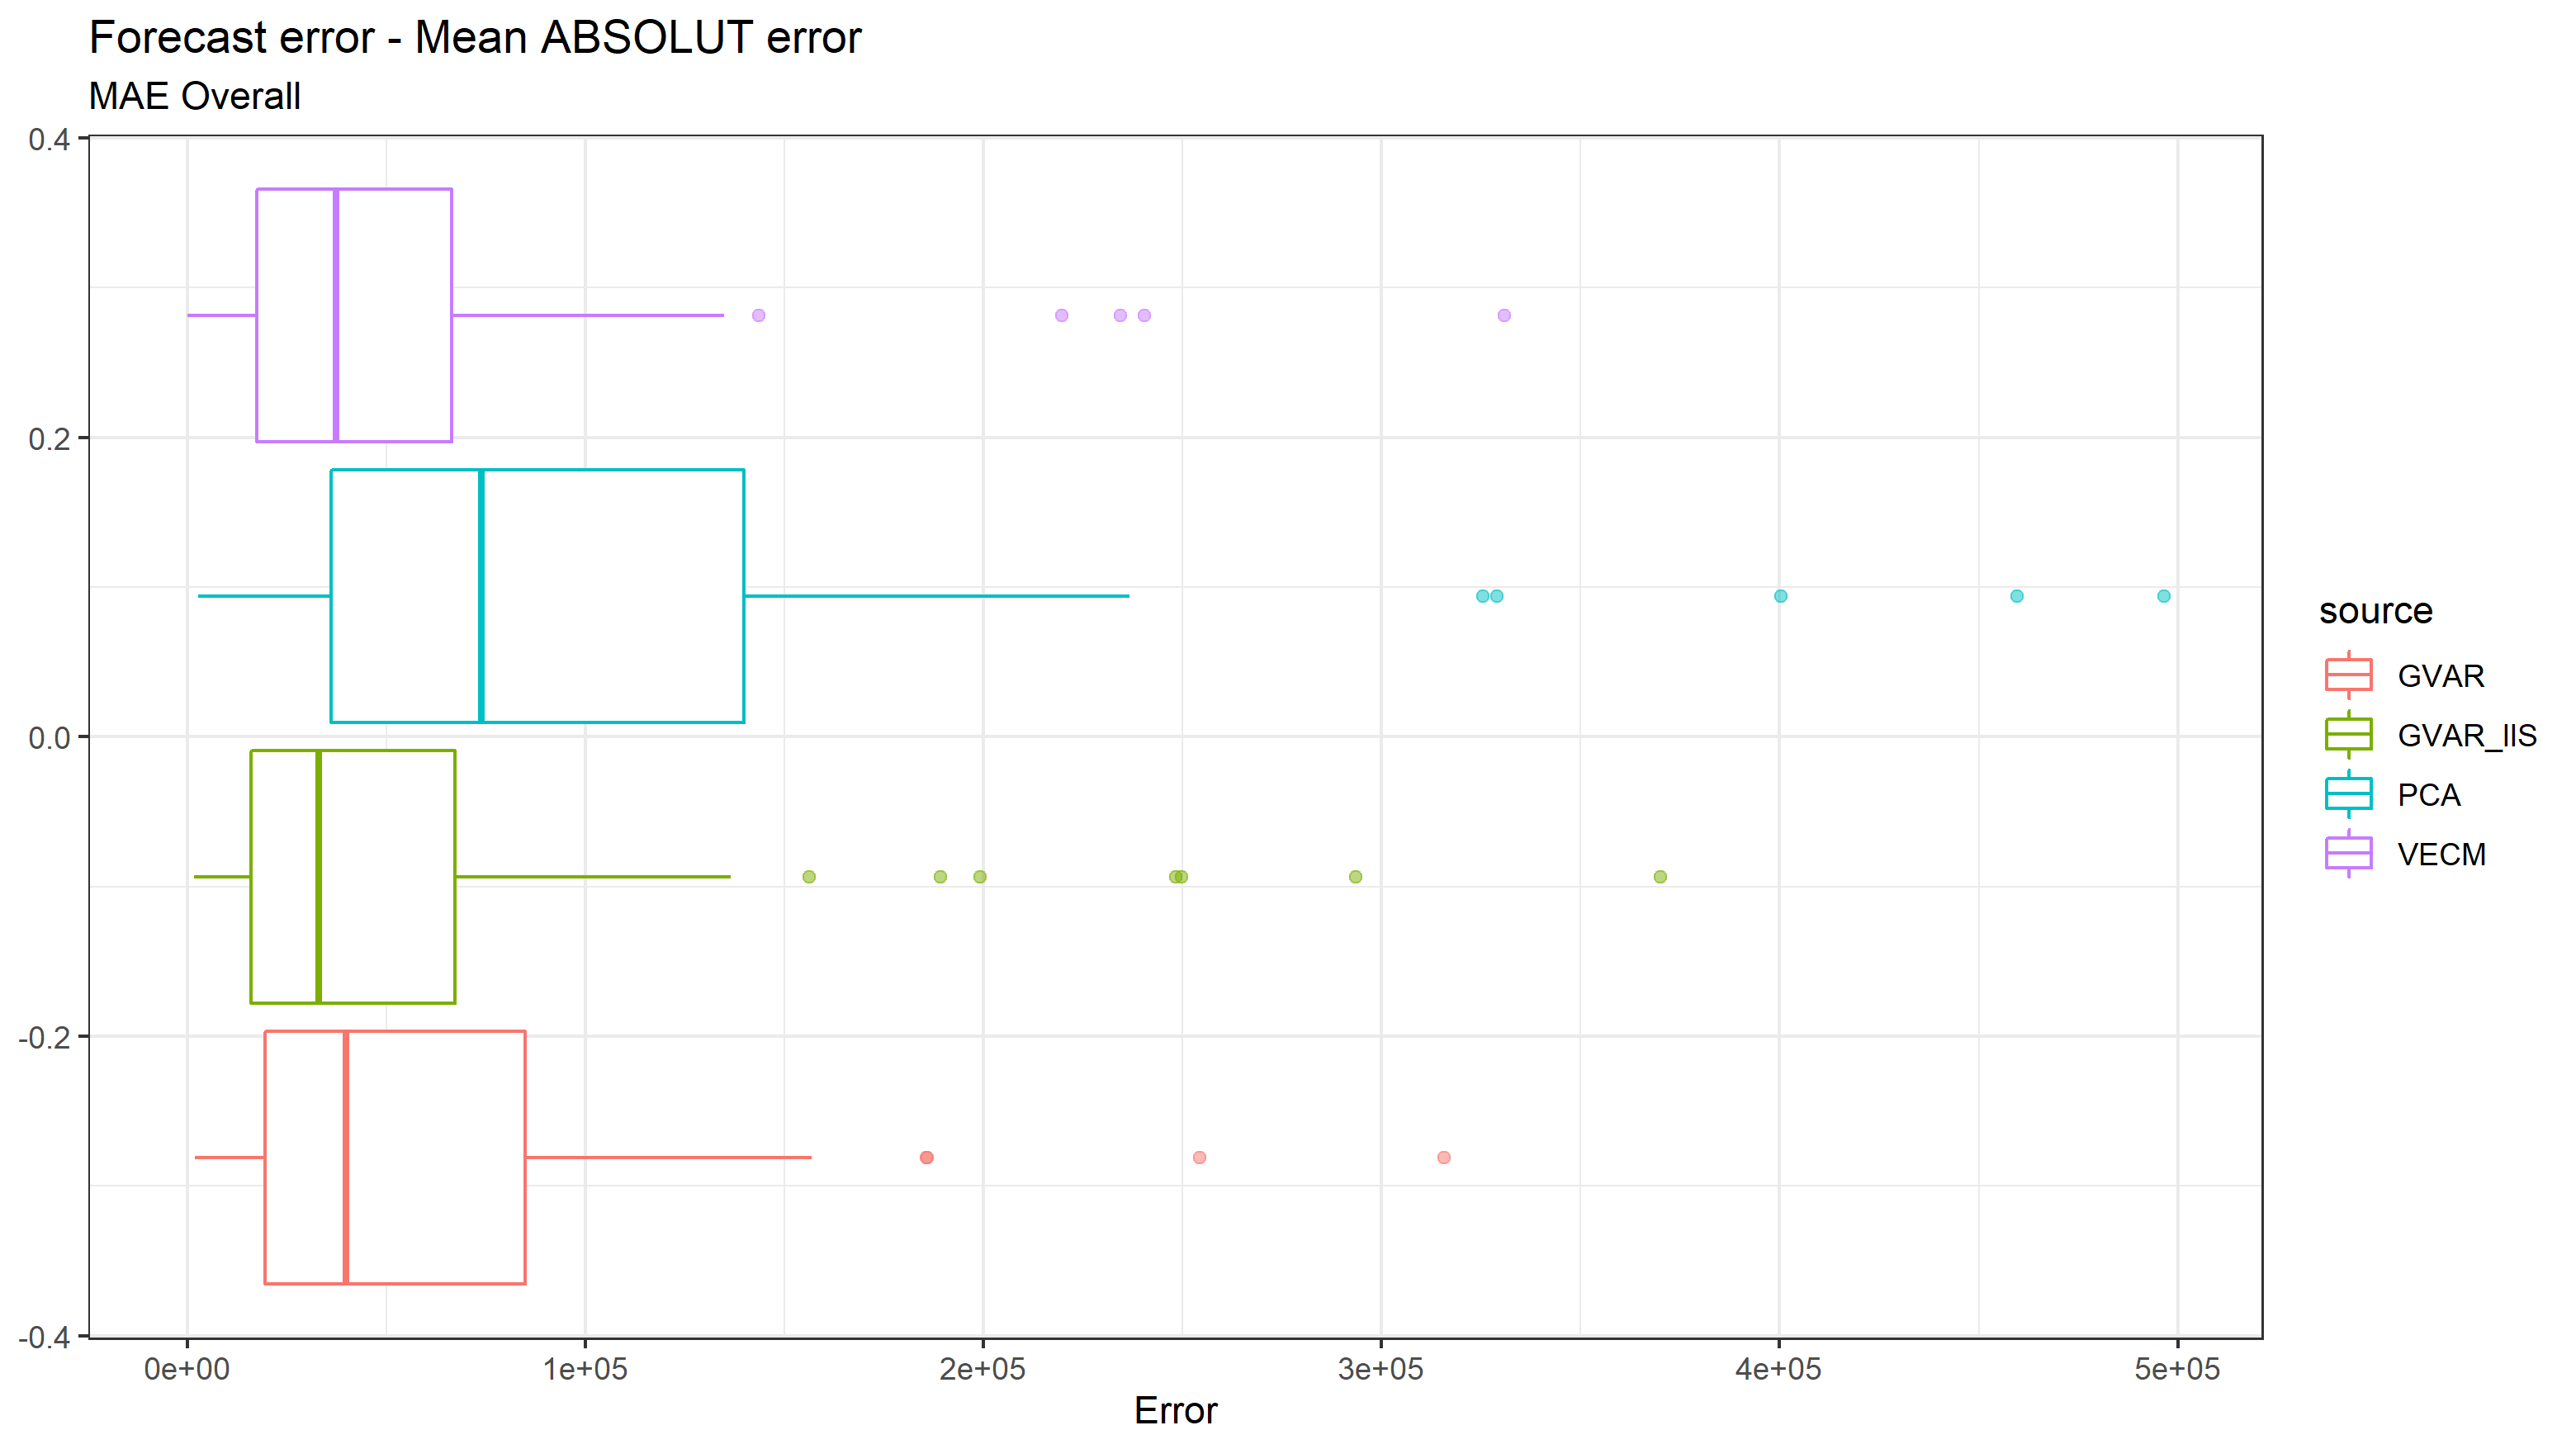 Forecast error - Mean ABSOLUT error
MAE Overall
0.4
0.2
0.0
-0.2
-0.4
0e+00 1e+05 2e+05 3e+05 4e+05 5e+05
Error
source
GVAR
GVAR_IIS
PCA
VECM